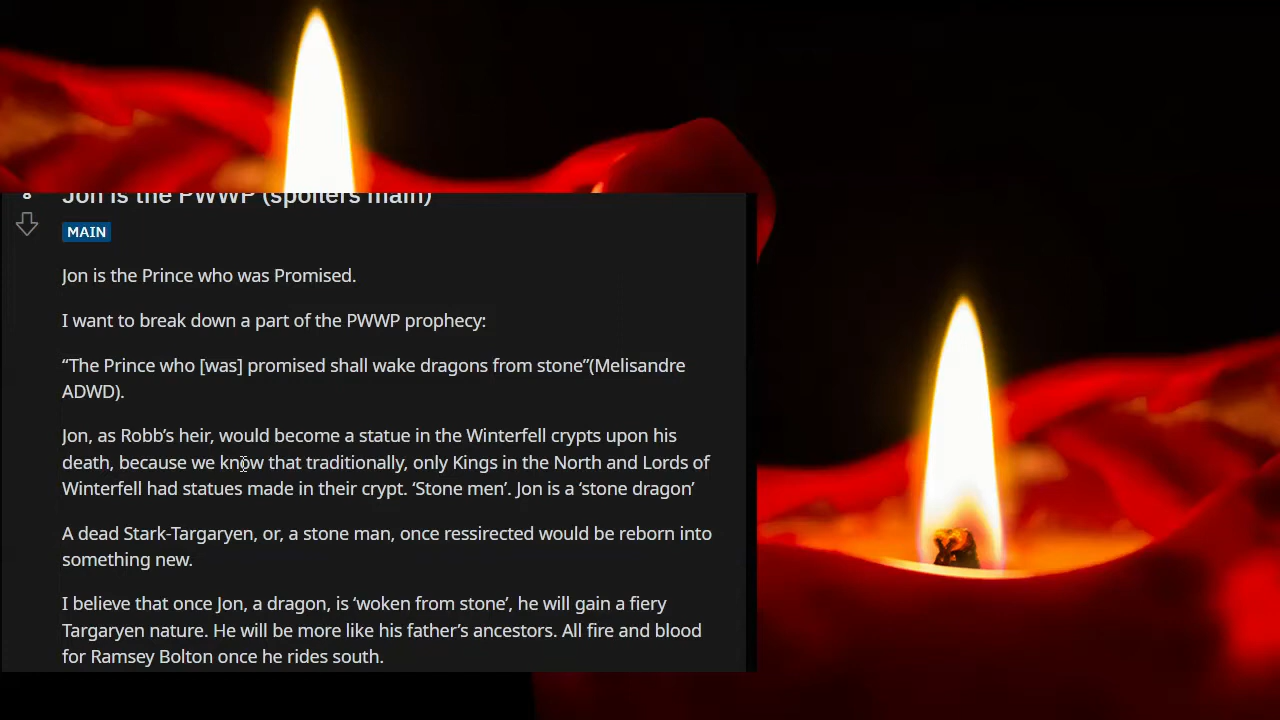 8
Jon is the PWWP (spoilers main)
MAIN
Jon is the Prince who was Promised.
I want to break down a part of the PWWP prophecy:
“The Prince who [was] promised shall wake dragons from stone”(Melisandre
ADWD).
Jon, as Robb’s heir, would become a statue in the Winterfell crypts upon his
death, because we know that traditionally, only Kings in the North and Lords of
Winterfell had statues made in their crypt. ‘Stone men’. Jon is a ‘stone dragon’
A dead Stark-Targaryen, or, a stone man, once ressirected would be reborn into
something new.
I believe that once Jon, a dragon, is ‘woken from stone’, he will gain a fiery
Targaryen nature. He will be more like his father’s ancestors. All fire and blood
for Ramsey Bolton once he rides south.